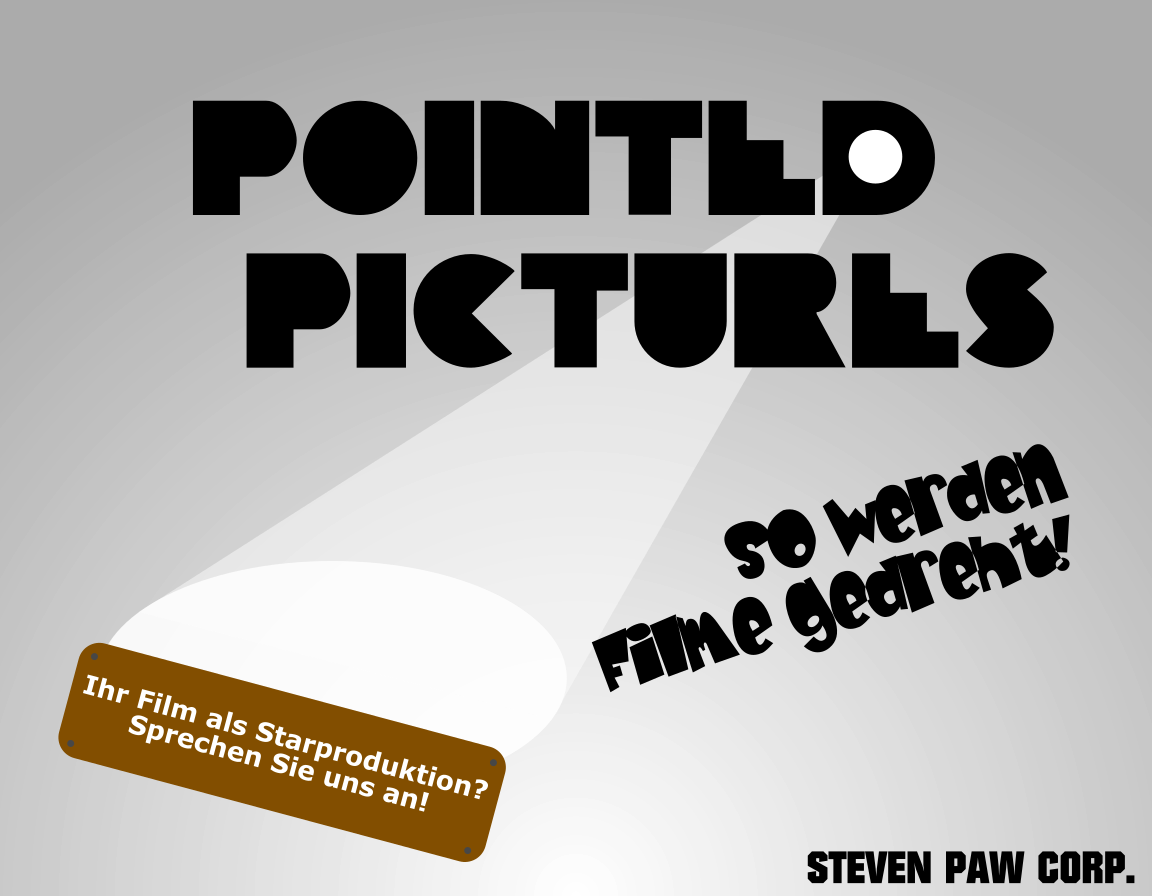 POINTED
PICTURES
so werden
Filme gedreht!
Ihr Film als Starproduktion?
Sprechen Sie uns an!
STEVEN PAW CORP.